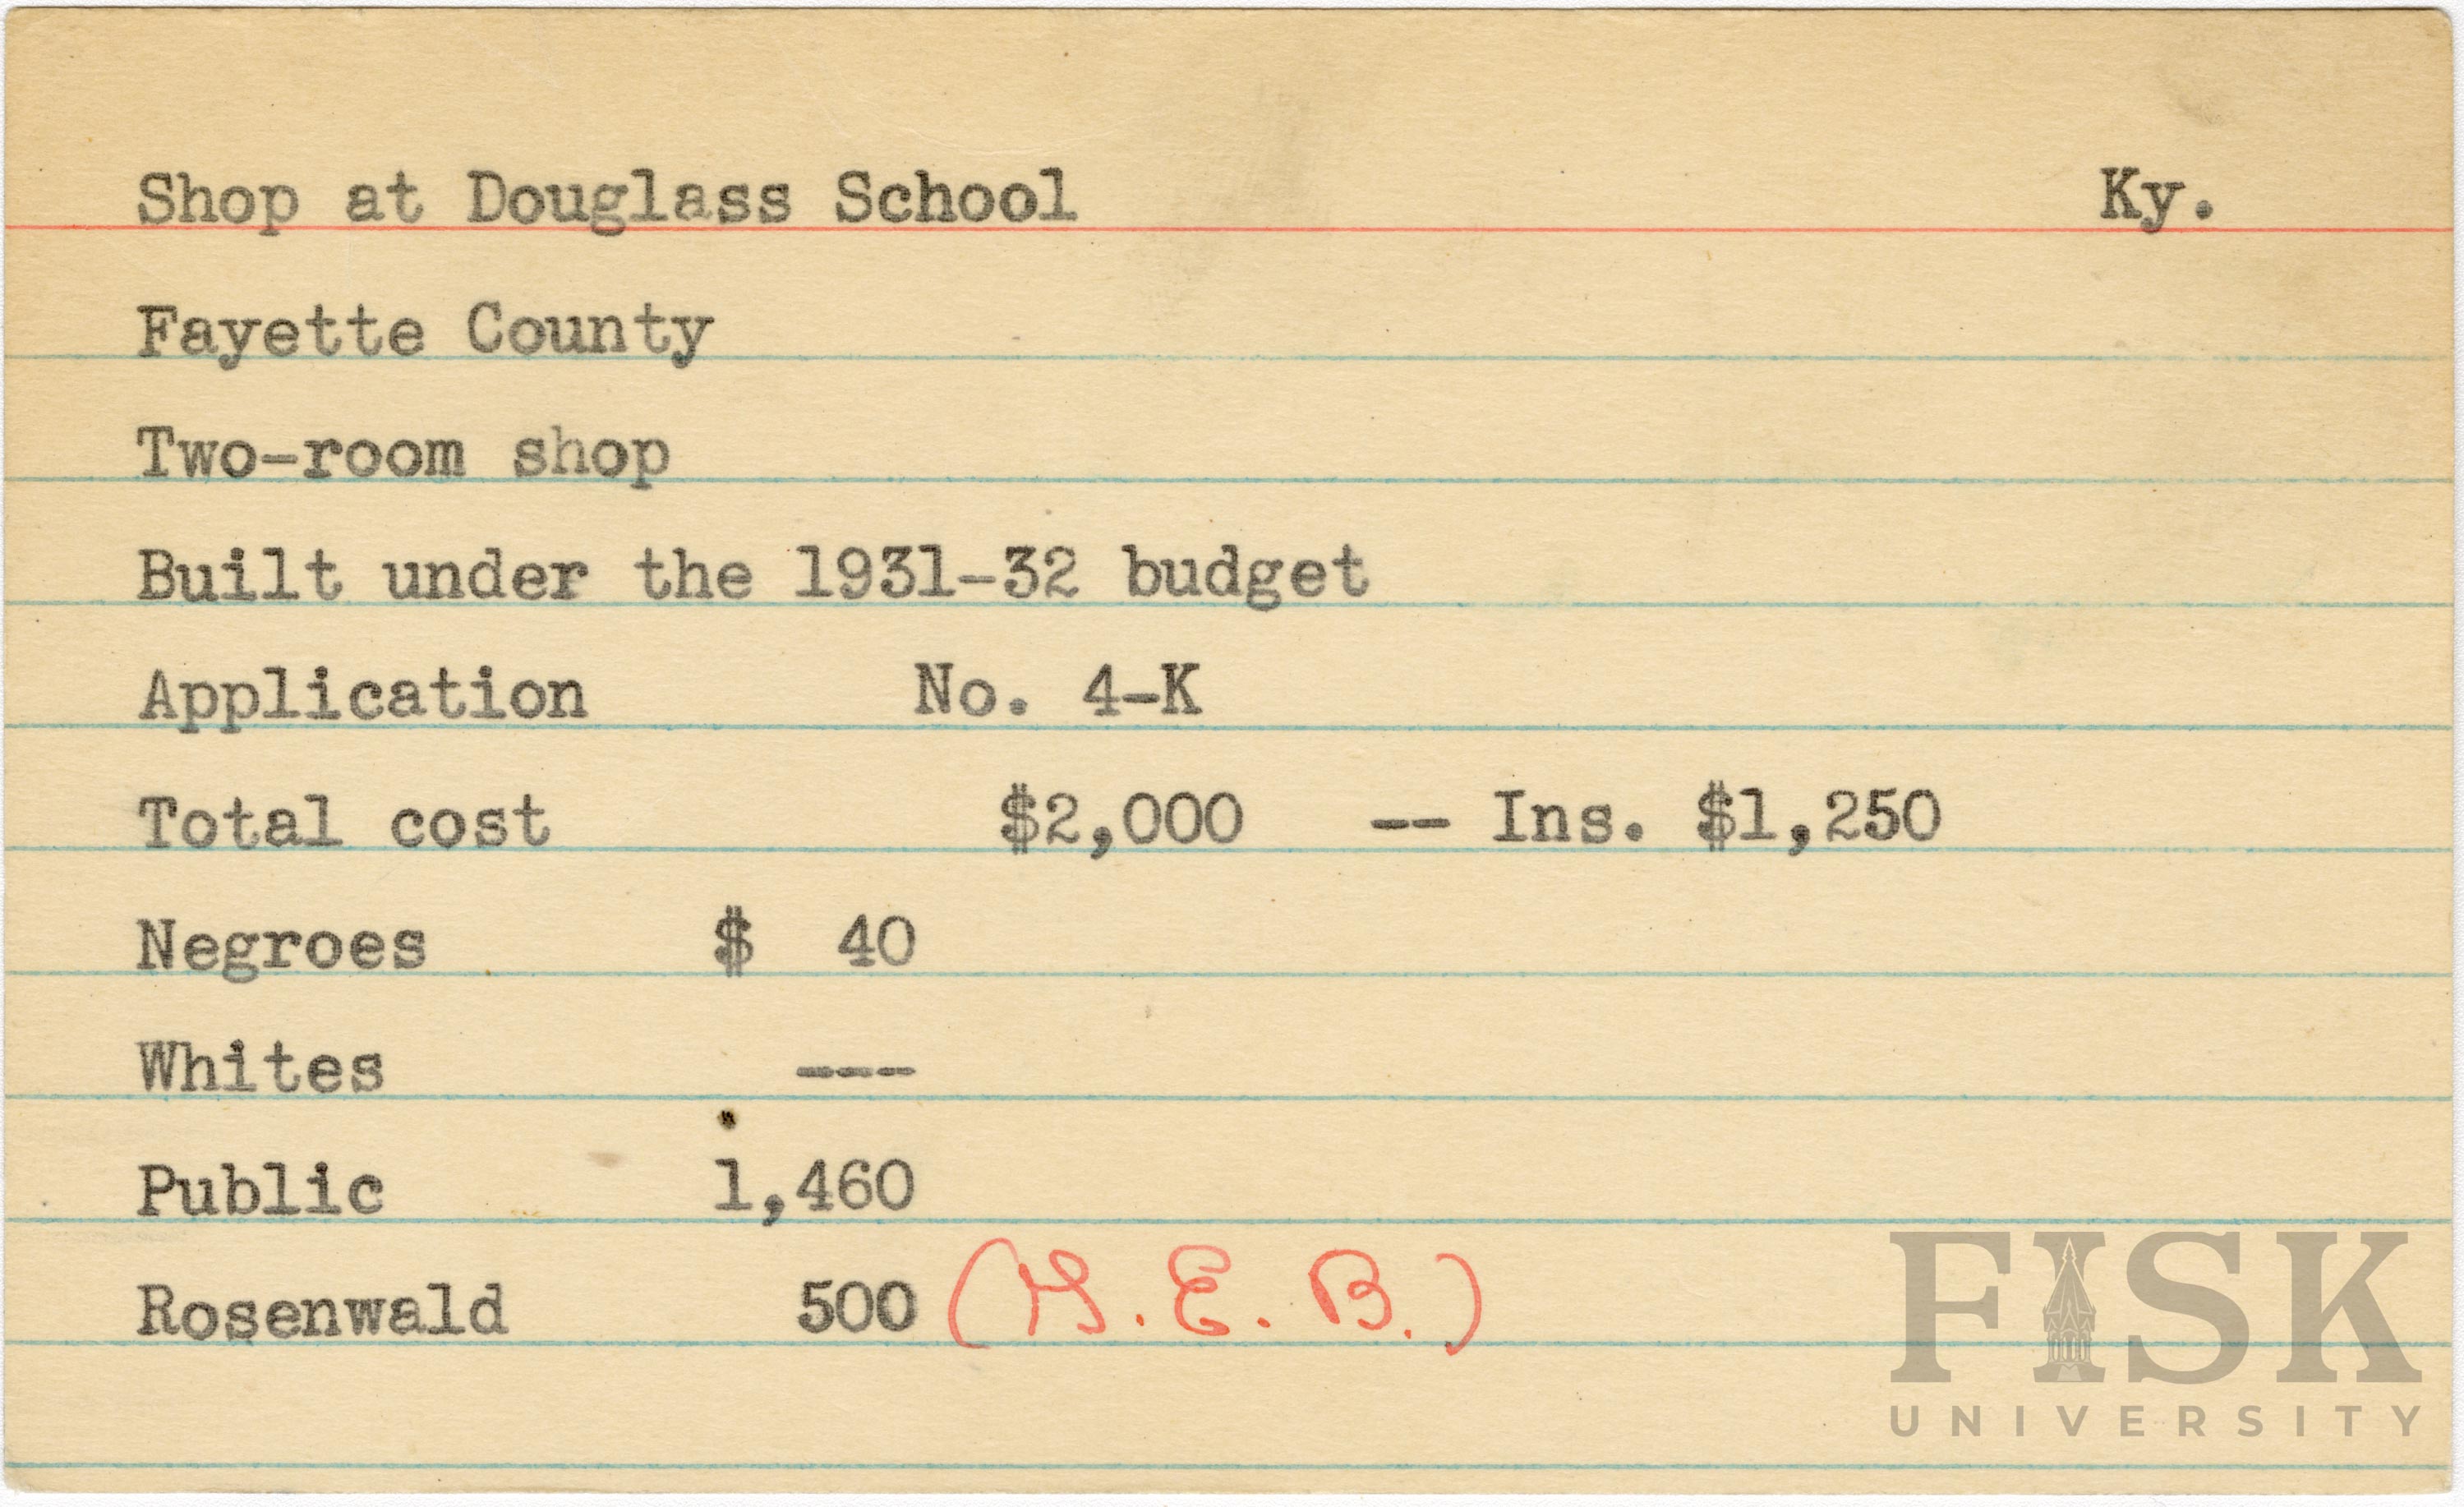 Shop at Douglass School Ky.
Fayette County
Two-room shop
Built under the 1931-32 budget
Application No. 4-K
Total cost $2,000 -- Ins. $1,250
Negroes $ 40
Whites ---
Public 1,460
Rosenwald 500 (G.E.B.)
FISK
UNIVERSITY